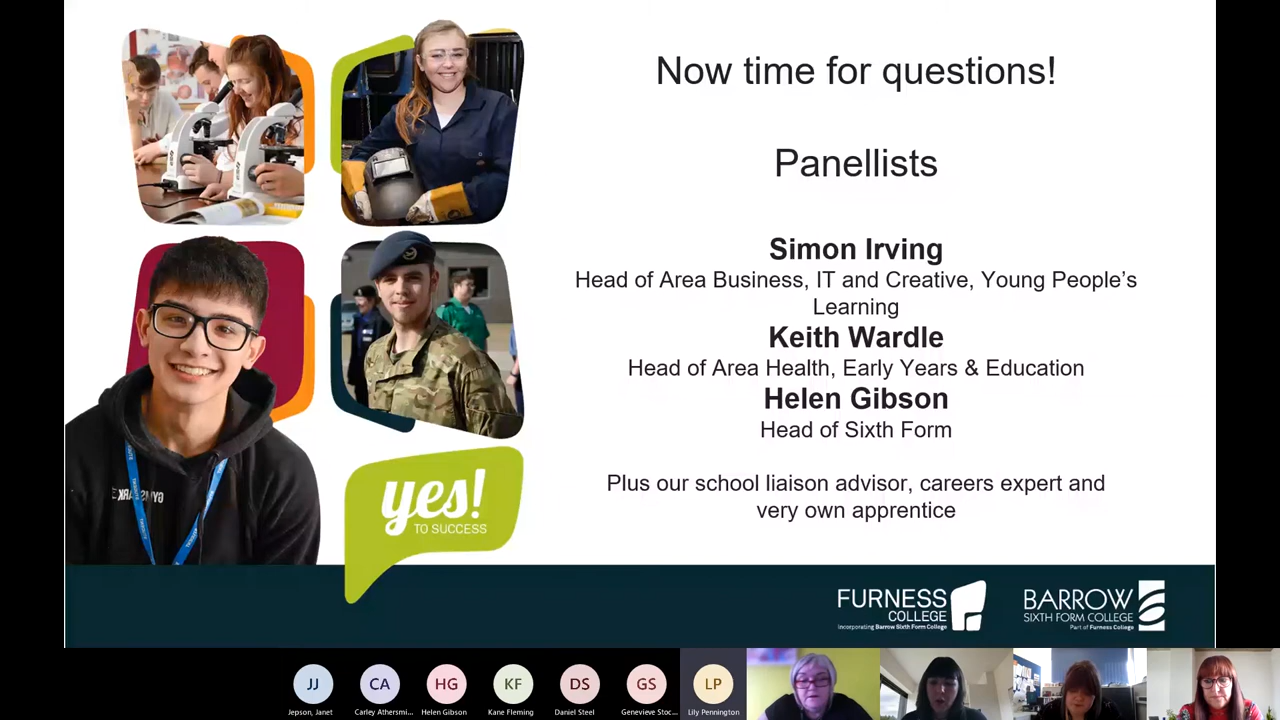 Now time for questions!
Panellists
Simon Irving
Head of Area Business, IT and Creative, Young People's
Learning
Keith Wardle
Head of Area Health, Early Years & Education
Helen Gibson
Head of Sixth Form
Plus our school liaison advisor, careers expert and
very own apprentice
yes!
TO SUCCESS
FURNESS
COLLEGE
Incorporating Barrow Sixth Form College
BARROW
SIXTH FORM COLLEGE
Part of Furness College
JJ
CA
HG
KF
DS
GS
LP
Jepson, Janet
Carley Athersmi...
Helen Gibson
Kane Fleming
Daniel Steel
Genevieve Stoc...
Lily Pennington